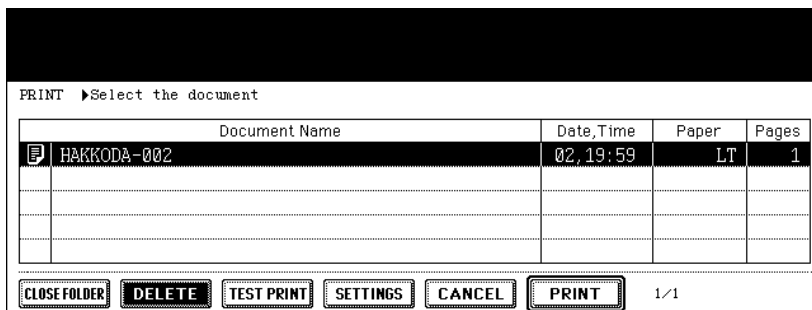 PRINT ▶Select the document
Document Name Date,Time Paper Pages
HAKKODA-002 02,19:59 LT 1
CLOSE FOLDER DELETE TEST PRINT SETTINGS CANCEL PRINT 1/1